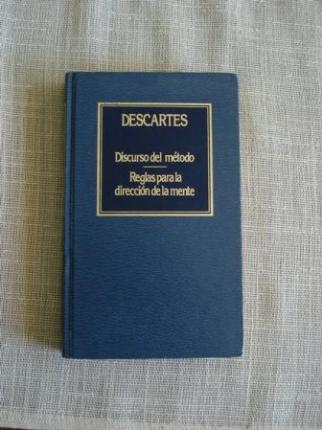 DESCARTES
Discurso del método
Reglas para la
dirección de la mente